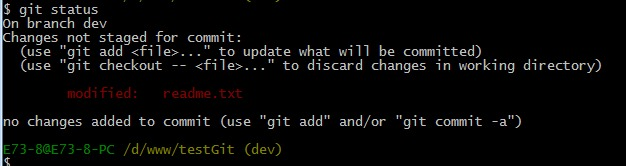 $ git status
On branch dev
Changes not staged for commit:
  (use "git add <file>..." to update what will be committed)
  (use "git checkout -- <file>..." to discard changes in working directory)

        modified:   readme.txt

no changes added to commit (use "git add" and/or "git commit -a")

E73-8@E73-8-PC /d/www/testGit (dev)
$